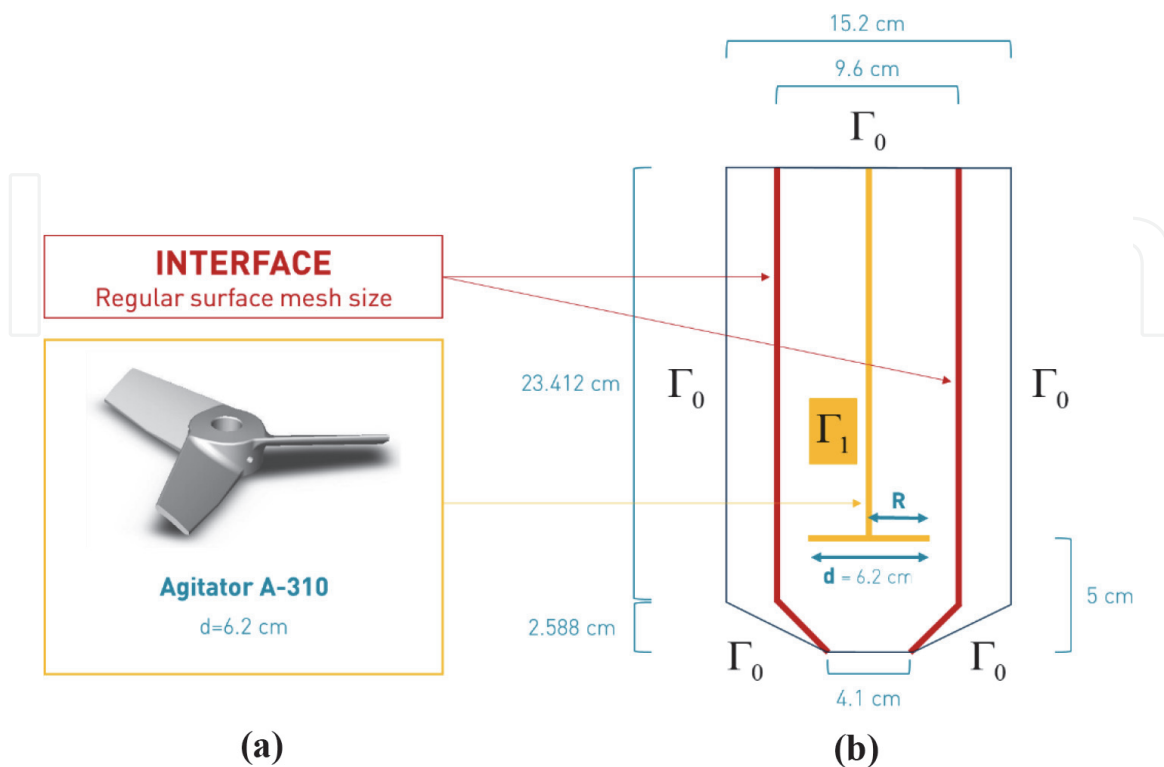 15.2 cm
9.6 cm
Γ0
INTERFACE
Regular surface mesh size
23.412 cm
Γ0
Γ0
Γ1
R
d = 6.2 cm
Agitator A-310
d=6.2 cm
5 cm
2.588 cm
Γ0
Γ0
4.1 cm
(a)
(b)